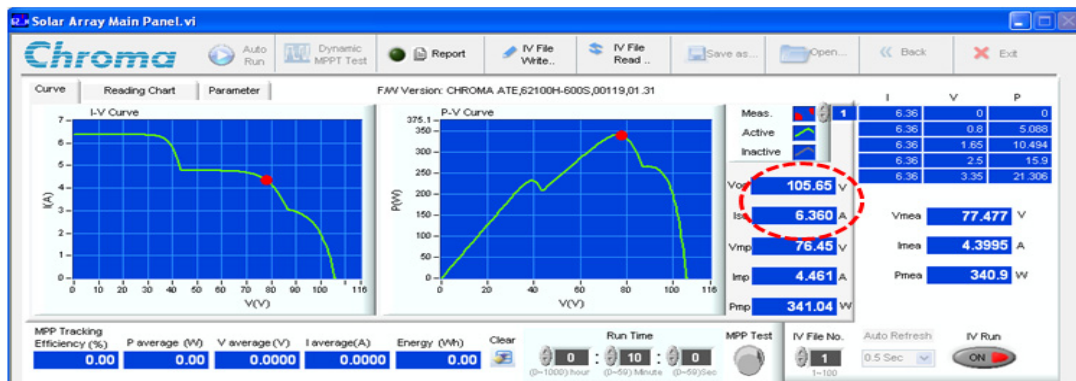 Solar Array Main Panel.vi
Chroma
Auto Run
Dynamic MPPT Test
Report
IV File Write..
IV File Read ..
Save as...
Open...
Back
Exit
Curve
Reading Chart
Parameter
F/W Version: CHROMA ATE,62100H-600S,00119,01.31
I-V Curve
I(A)
7
6
5
4
3
2
1
0
0 10 20 30 40 50 60 70 80 90 100 116
V(V)
P-V Curve
P(W)
375.1
350
300
250
200
150
100
50
0
0 20 40 60 80 100 116
V(V)
Meas. 1
Active
Inactive
I V P
6.36 0 0
6.36 0.8 5.088
6.36 1.65 10.494
6.36 2.5 15.9
6.36 3.35 21.306
105.65 V
6.360 A
Vmp 76.45 V
Imp 4.461 A
Pmp 341.04 W
Vmea 77.477 V
Imea 4.3995 A
Pmea 340.9 W
MPP Tracking
Efficiency (%) P average (W) V average (V) I average(A) Energy (Wh) Clear
0.00 0.00 0.0000 0.0000 0.00
Run Time
0 : 10 : 0
(0~1000) hour (0~59) Minute (0~59)Sec
MPP Test
IV File No.
1
1~100
Auto Refresh
0.5 Sec
IV Run
ON